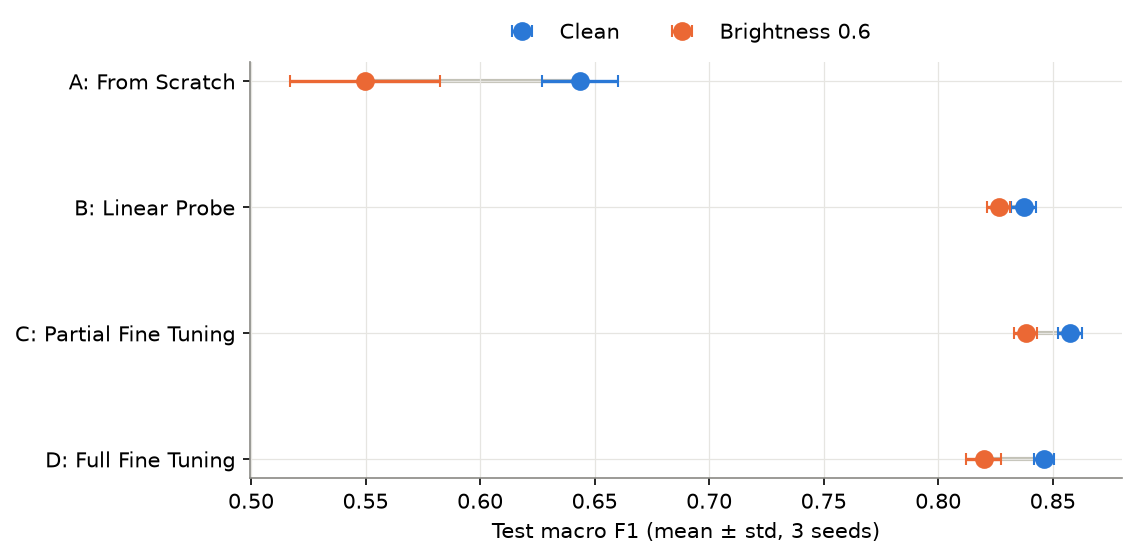 Clean Brightness 0.6
A: From Scratch
B: Linear Probe
C: Partial Fine Tuning
D: Full Fine Tuning
0.50 0.55 0.60 0.65 0.70 0.75 0.80 0.85
Test macro F1 (mean ± std, 3 seeds)